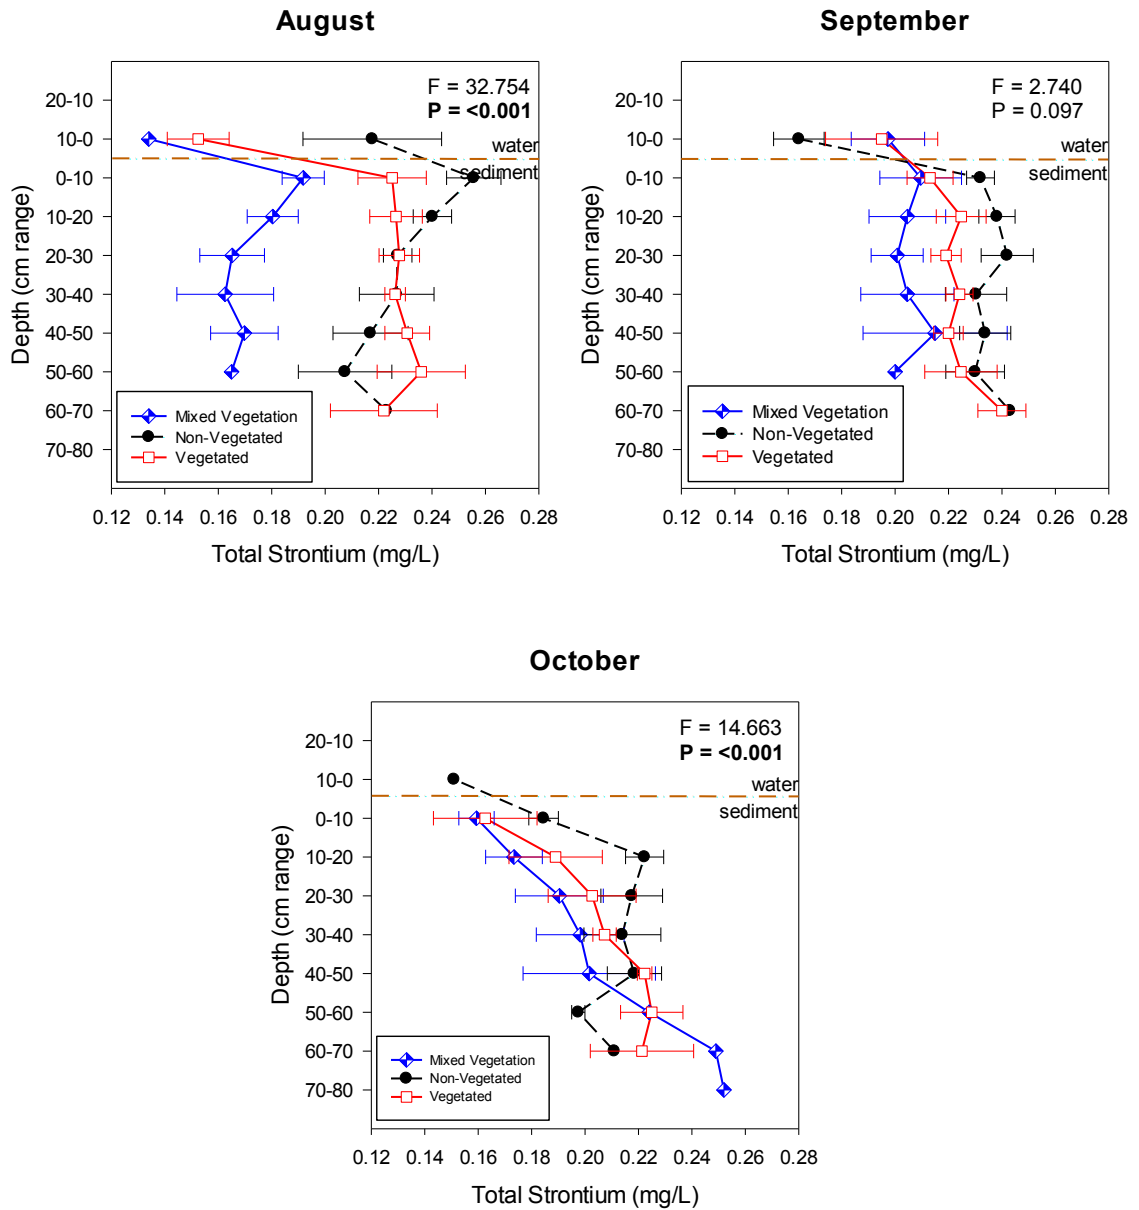 August
F = 32.754
P = <0.001
water
sediment
20-10
10-0
0-10
10-20
20-30
30-40
40-50
50-60
60-70
70-80
Depth (cm range)
Mixed Vegetation
Non-Vegetated
Vegetated
0.12 0.14 0.16 0.18 0.20 0.22 0.24 0.26 0.28
Total Strontium (mg/L)
September
F = 2.740
P = 0.097
water
sediment
20-10
10-0
0-10
10-20
20-30
30-40
40-50
50-60
60-70
70-80
Depth (cm range)
Mixed Vegetation
Non-Vegetated
Vegetated
0.12 0.14 0.16 0.18 0.20 0.22 0.24 0.26 0.28
Total Strontium (mg/L)
October
F = 14.663
P = <0.001
water
sediment
20-10
10-0
0-10
10-20
20-30
30-40
40-50
50-60
60-70
70-80
Depth (cm range)
Mixed Vegetation
Non-Vegetated
Vegetated
0.12 0.14 0.16 0.18 0.20 0.22 0.24 0.26 0.28
Total Strontium (mg/L)